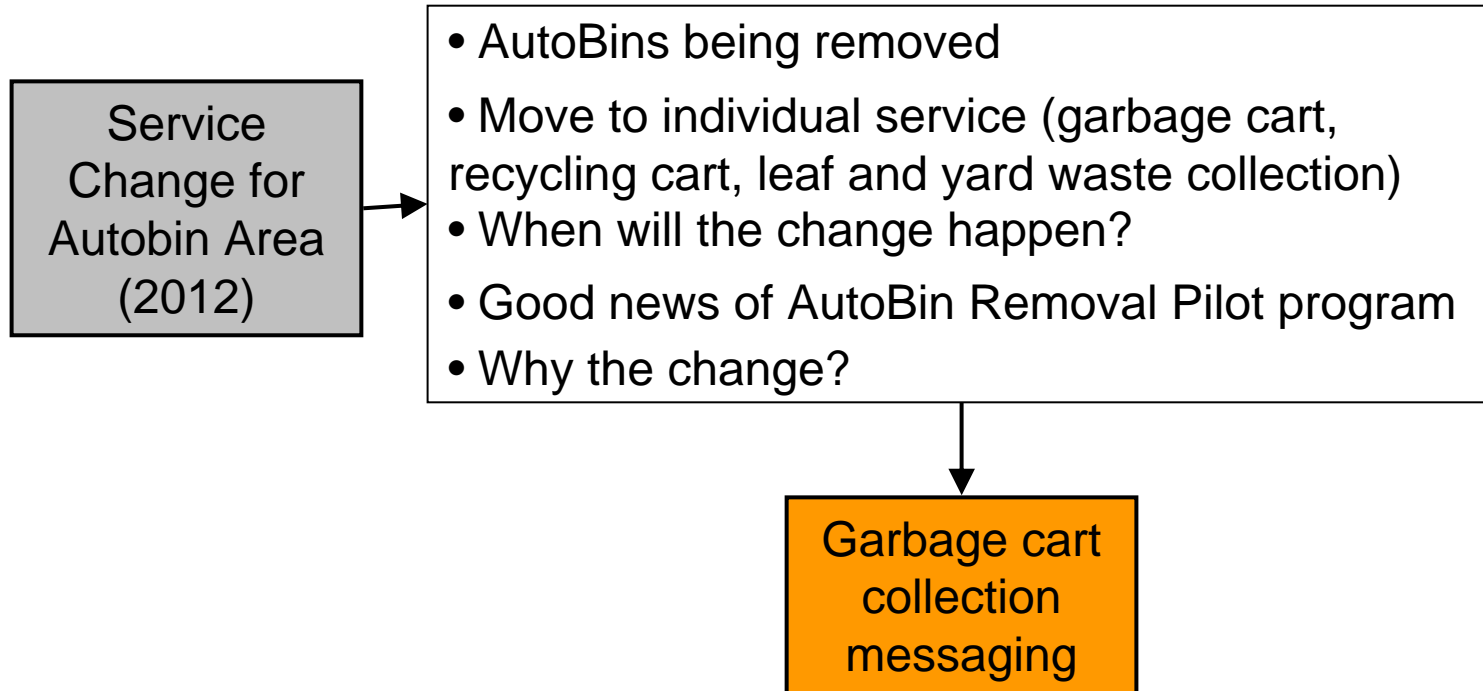 Service
Change for
Autobin Area
(2012)
• AutoBins being removed
• Move to individual service (garbage cart,
recycling cart, leaf and yard waste collection)
• When will the change happen?
• Good news of AutoBin Removal Pilot program
• Why the change?
Garbage cart
collection
messaging